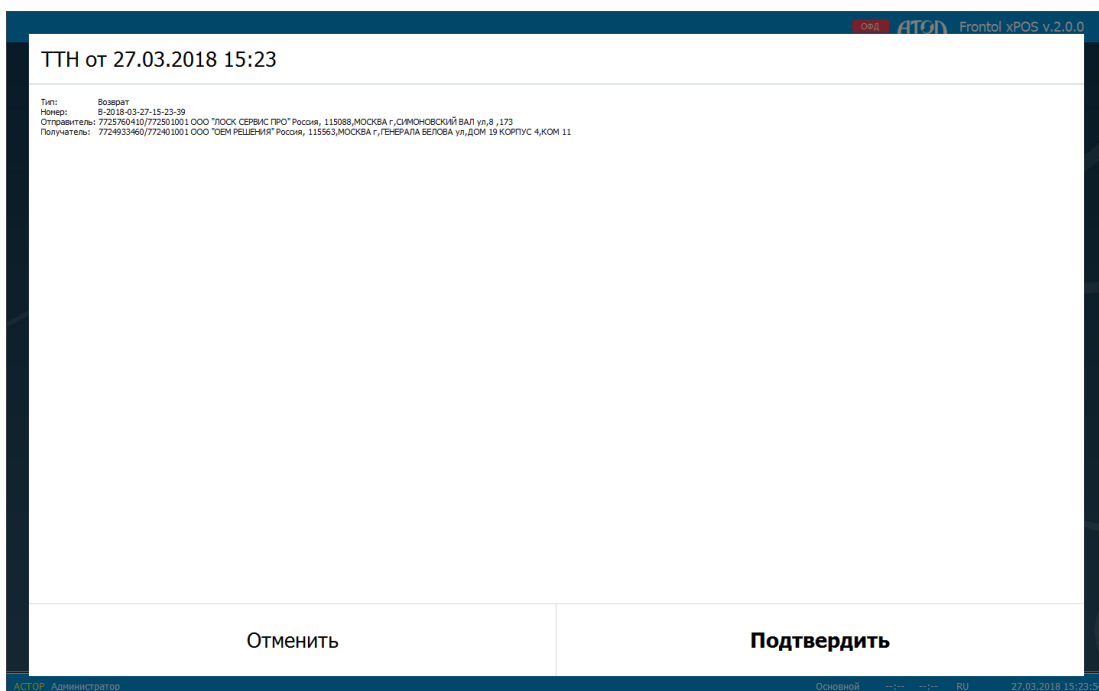 ОФД АТОЛ Frontol xPOS v.2.0.0
ТТН от 27.03.2018 15:23
Тип: Возврат
Номер: В-2018-03-27-15-23-39
Отправитель: 7725760410/772501001 ООО "ЛОСК СЕРВИС ПРО" Россия, 115088,МОСКВА г,СИМОНОВСКИЙ ВАЛ ул,8 ,173
Получатель: 7724933460/772401001 ООО "ОЕМ РЕШЕНИЯ" Россия, 115563,МОСКВА г,ГЕНЕРАЛА БЕЛОВА ул,ДОМ 19 КОРПУС 4,КОМ 11
Отменить Подтвердить
АСТОР Администратор Основной --:-- --:-- RU 27.03.2018 15:23:5